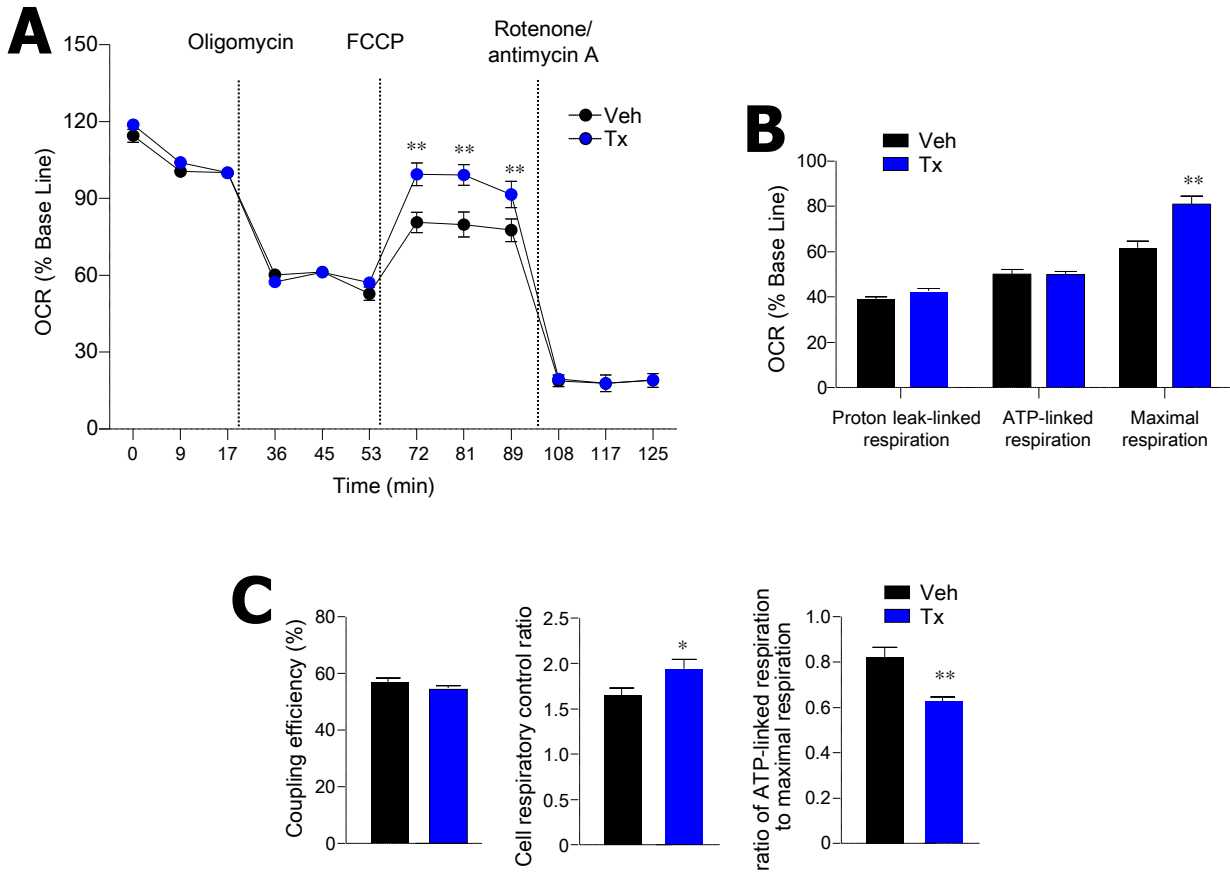 A
OCR (% Base Line)
150
120
90
60
30
0
Oligomycin
FCCP
Rotenone/
antimycin A
Veh
Tx
** ** **
0 9 17 36 45 53 72 81 89 108 117 125
Time (min)
B
Veh
Tx
OCR (% Base Line)
100
80
60
40
20
0
**
Proton leak-linked
respiration
ATP-linked
respiration
Maximal
respiration
C
Coupling efficiency (%)
80
60
40
20
0
Cell respiratory control ratio
2.5
2.0
1.5
1.0
0.5
0
*
ratio of ATP-linked respiration
to maximal respiration
1.0
0.8
0.6
0.4
0.2
0
Veh
Tx
**